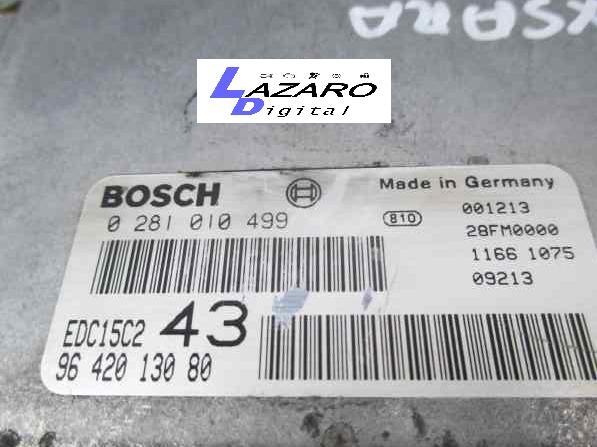 XSARA
LAZARO
Digital
BOSCH
Made in Germany
0 281 010 499
810
001213
28FM0000
1166 1075
09213
EDC15C2
43
96 420 130 80